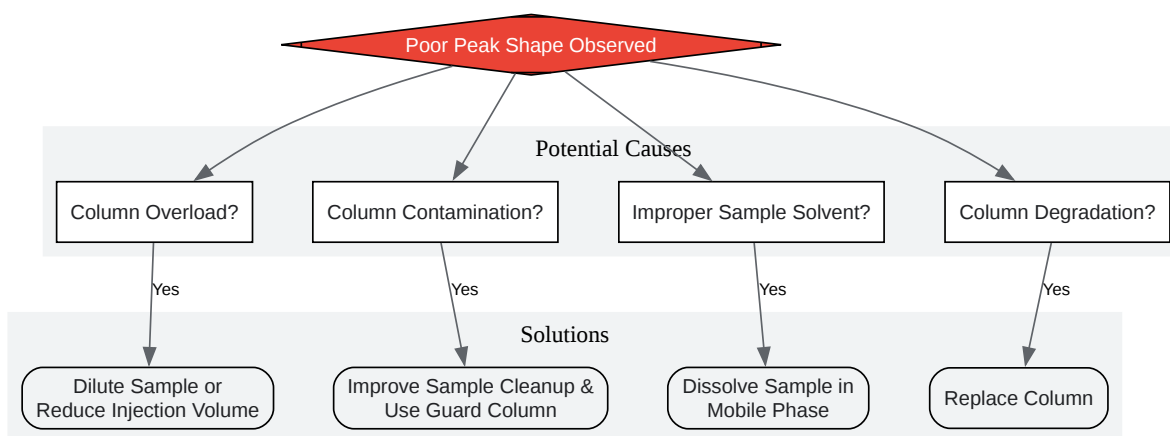 Poor Peak Shape Observed
Potential Causes
Column Overload?
Column Contamination?
Improper Sample Solvent?
Column Degradation?
Yes
Yes
Yes
Yes
Solutions
Dilute Sample or
Reduce Injection Volume
Improve Sample Cleanup &
Use Guard Column
Dissolve Sample in
Mobile Phase
Replace Column